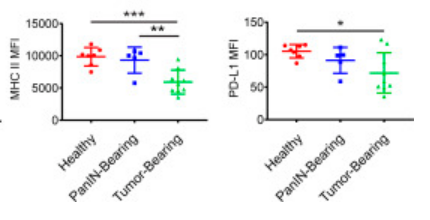 ***
**
15000
10000
5000
0
MHC II MFI
Healthy
PanIN-Bearing
Tumor-Bearing
*
150
100
50
0
PD-L1 MFI
Healthy
PanIN-Bearing
Tumor-Bearing